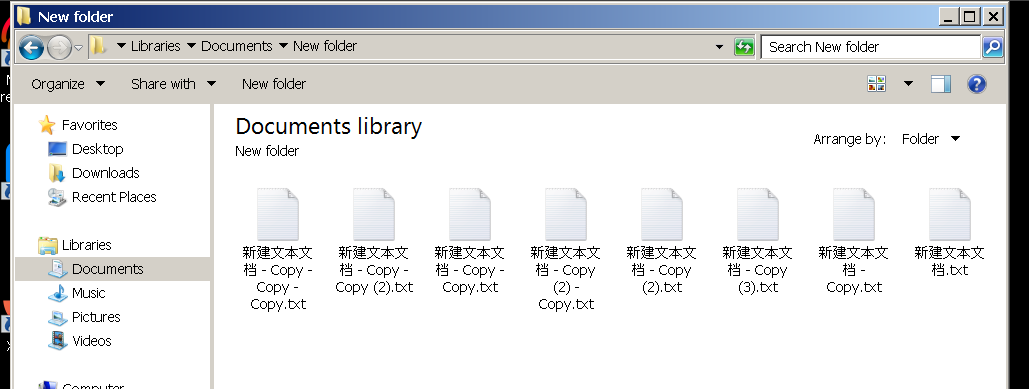 New folder
Libraries Documents New folder
Search New folder
Organize Share with New folder
Favorites
Desktop
Downloads
Recent Places
Libraries
Documents
Music
Pictures
Videos
Computer
Documents library
New folder
Arrange by: Folder
新建文本文
档 - Copy -
Copy -
Copy.txt
新建文本文
档 - Copy -
Copy (2).txt
新建文本文
档 - Copy -
Copy.txt
新建文本文
档 - Copy
(2) -
Copy.txt
新建文本文
档 - Copy
(2).txt
新建文本文
档 - Copy
(3).txt
新建文本文
档 -
Copy.txt
新建文本文
档.txt